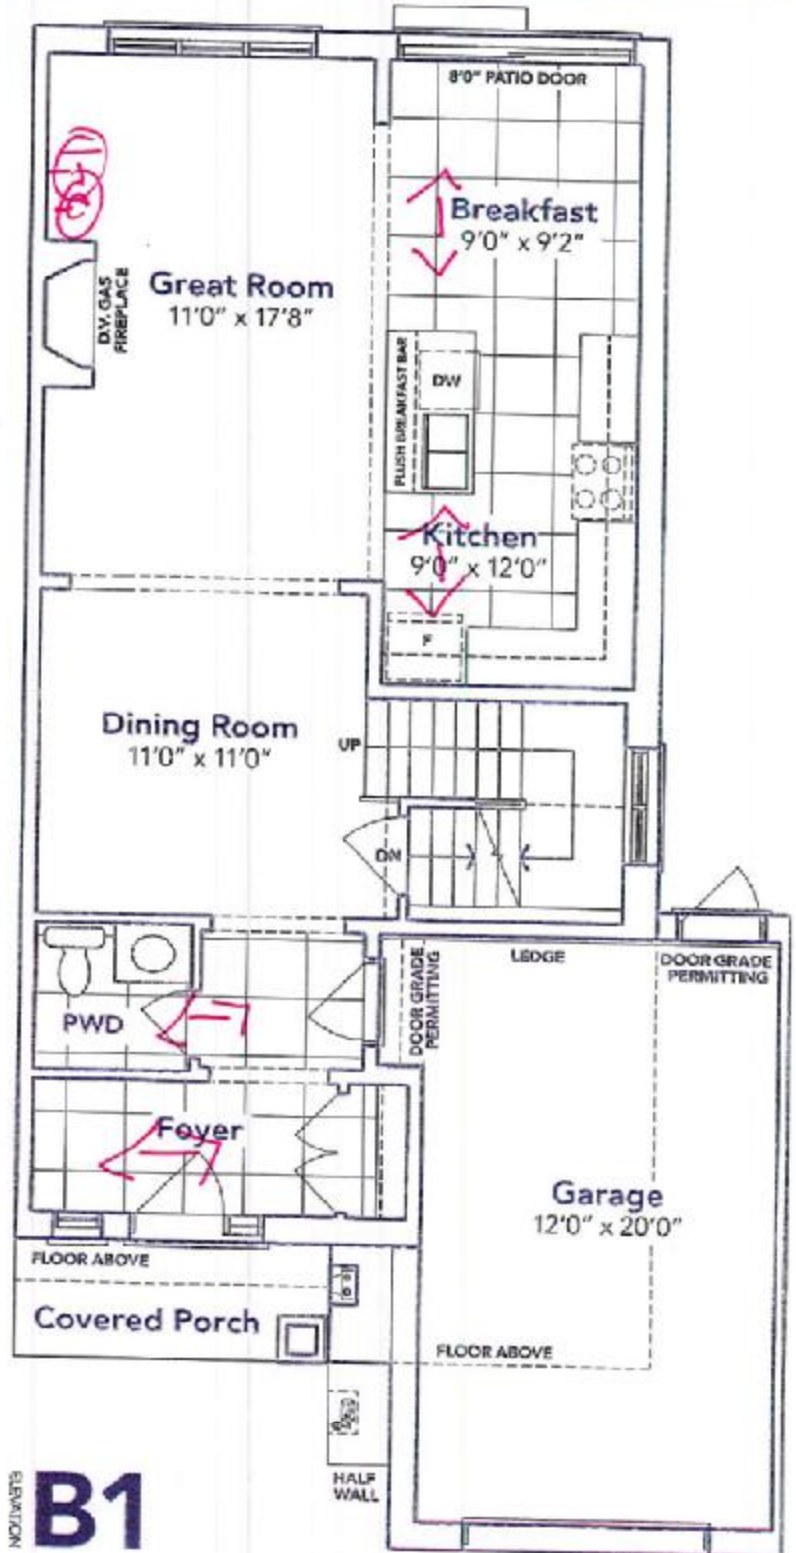 8'0" PATIO DOOR
Breakfast
9'0" x 9'2"
Great Room
11'0" x 17'8"
D.V. GAS
FIREPLACE
FLUSH BREAKFAST BAR
DW
Kitchen
9'0" x 12'0"
F
Dining Room
11'0" x 11'0"
UP
DN
LEDGE
DOOR GRADE
PERMITTING
DOOR GRADE
PERMITTING
PWD
Foyer
Garage
12'0" x 20'0"
FLOOR ABOVE
Covered Porch
FLOOR ABOVE
HALF
WALL
ELEVATION
B1